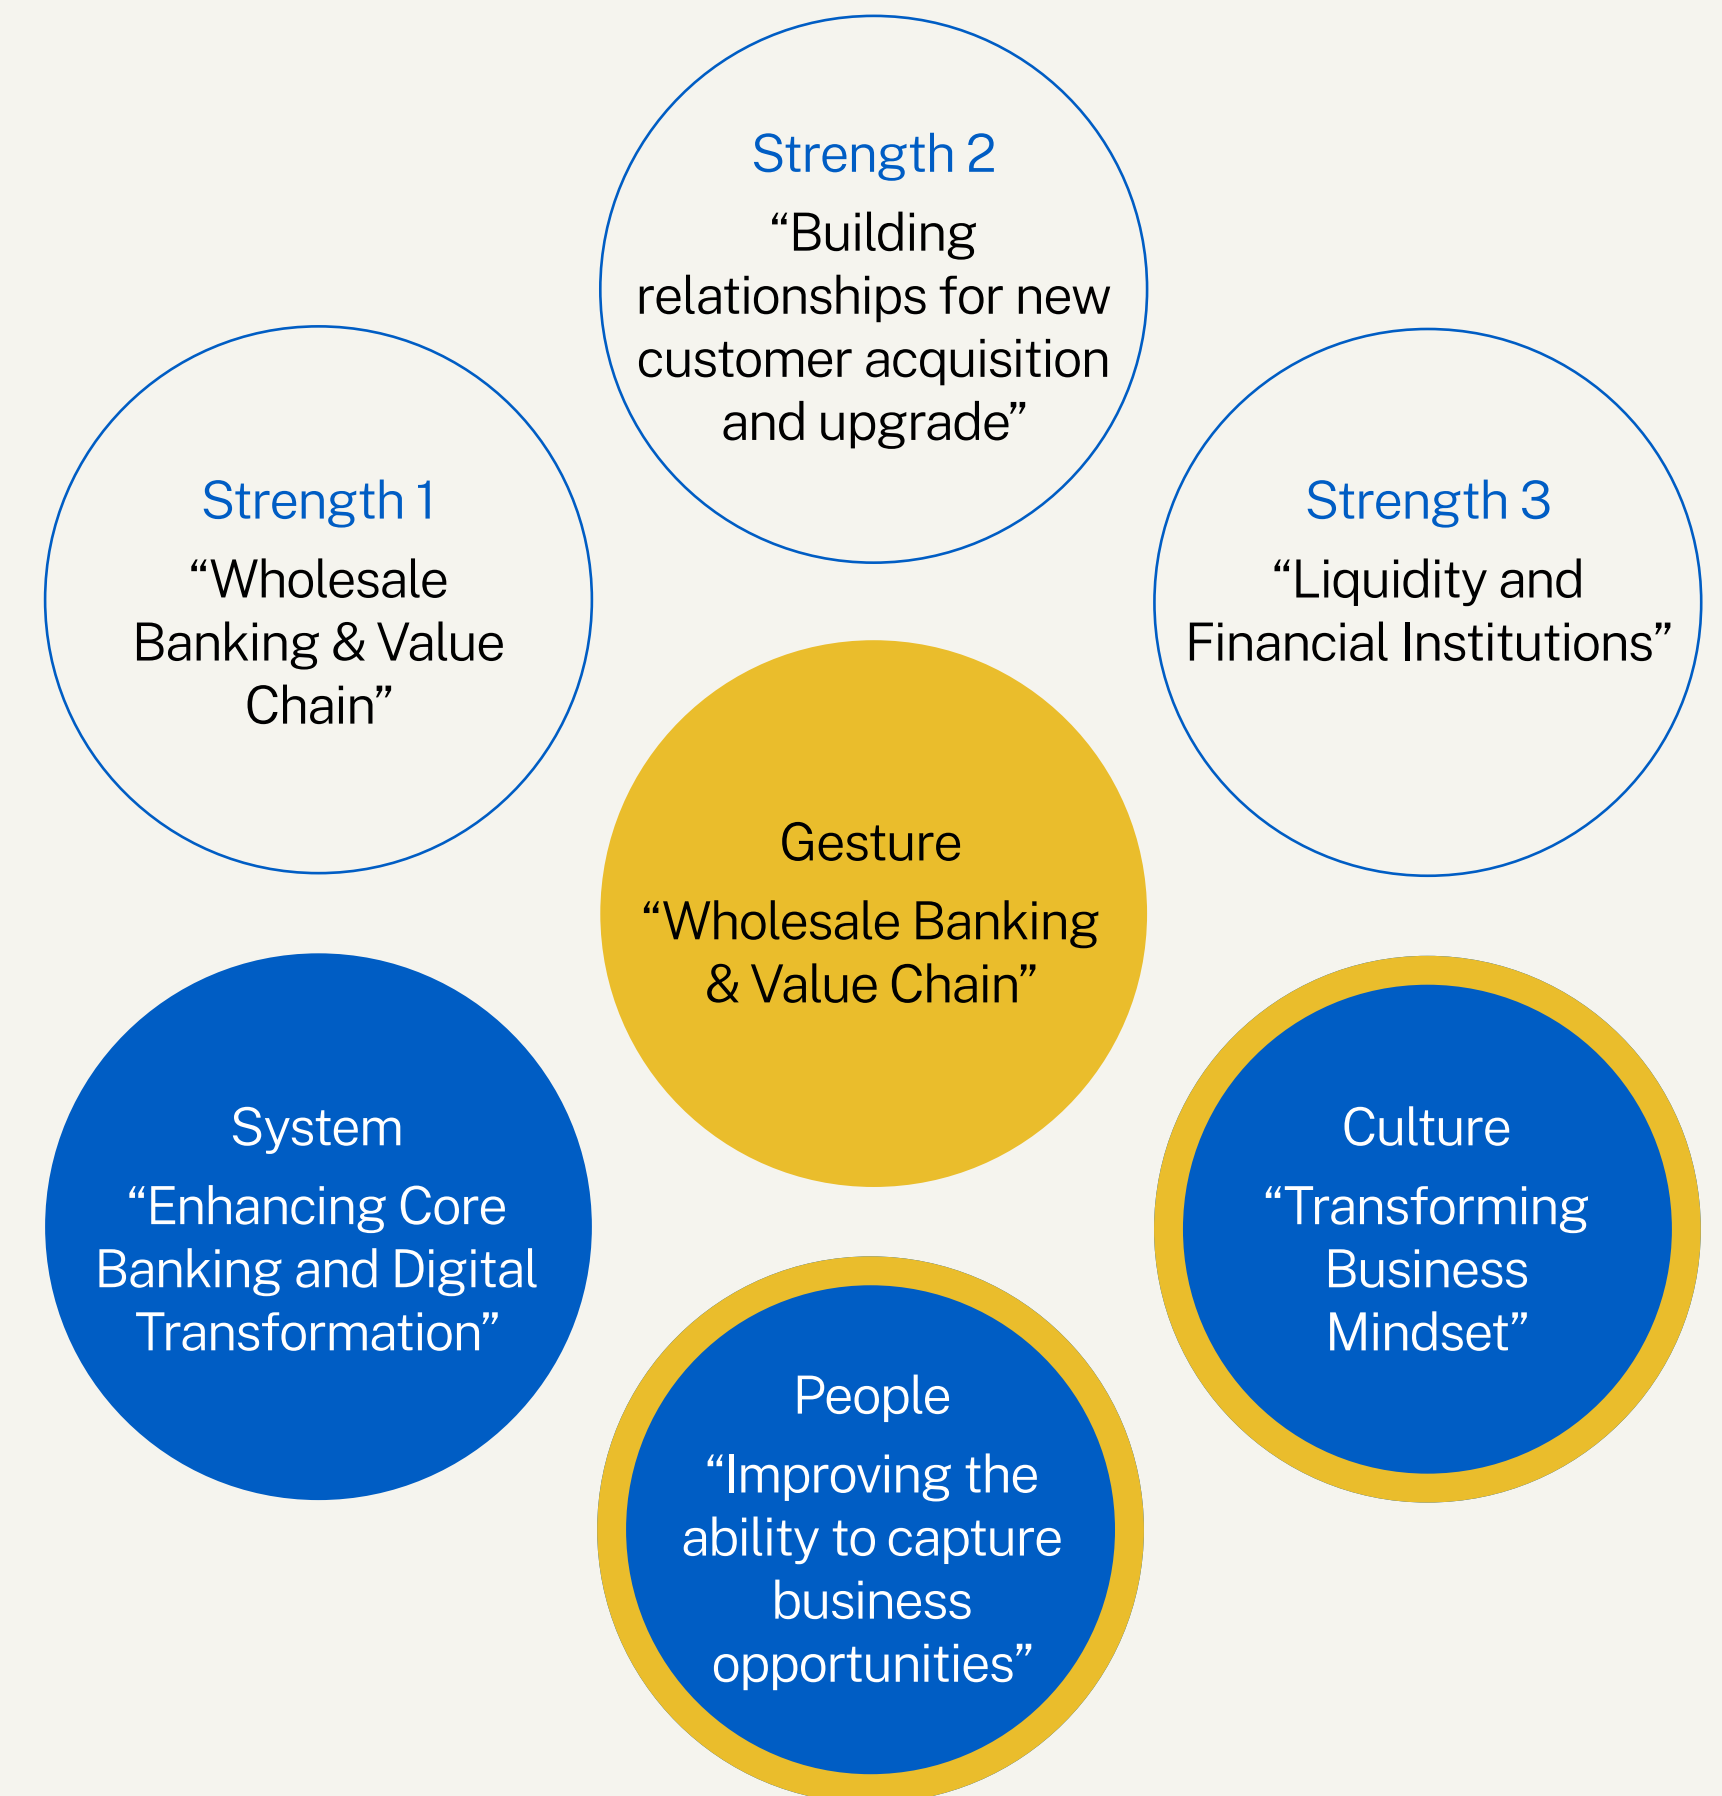 Strength 2
“Building
relationships for new
customer acquisition
and upgrade”
Strength 1
“Wholesale
Banking & Value
Chain”
Strength 3
“Liquidity and
Financial Institutions”
Gesture
“Wholesale Banking
& Value Chain”
System
“Enhancing Core
Banking and Digital
Transformation”
Culture
“Transforming
Business
Mindset”
People
“Improving the
ability to capture
business
opportunities”